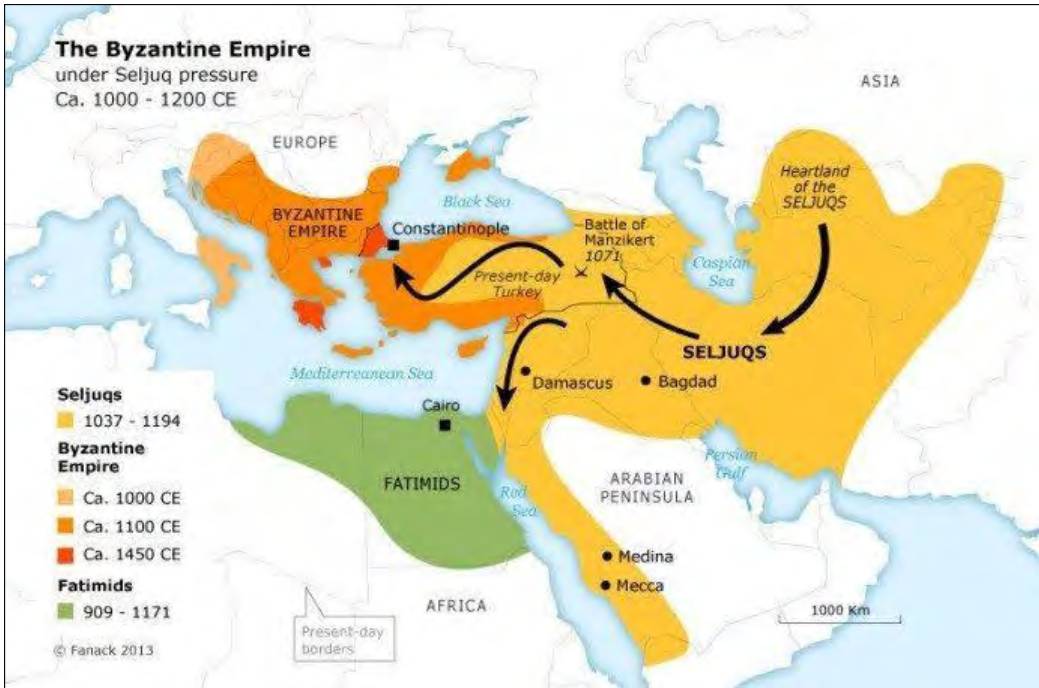 The Byzantine Empire
under Seljuq pressure
Ca. 1000 - 1200 CE
ASIA
EUROPE
Heartland
of the
SELJUQS
Black Sea
BYZANTINE
EMPIRE
Constantinople
Battle of
Manzikert
1071
Caspian
Sea
Present-day
Turkey
SELJUQS
Mediterranean Sea
Damascus
Bagdad
Cairo
Persian
Gulf
FATIMIDS
Red
Sea
ARABIAN
PENINSULA
Medina
Mecca
AFRICA
1000 Km
Present-day
borders
Seljuqs
1037 - 1194
Byzantine
Empire
Ca. 1000 CE
Ca. 1100 CE
Ca. 1450 CE
Fatimids
909 - 1171
© Fanack 2013